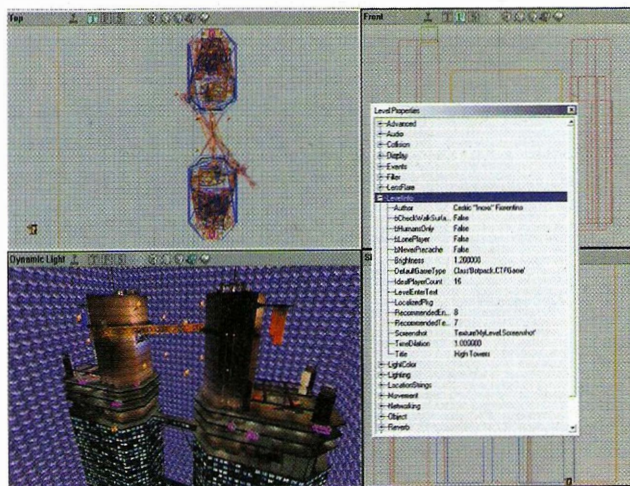 Top
Front
Level Properties
Advanced
Audio
Collision
Display
Events
Filter
LensFlare
LevelInfo
Author Cedric "Inoxx" Fiorentino
bCheckWalkSurfa... False
bHumansOnly False
bLonePlayer False
bNeverPrecache False
Brightness 1.200000
DefaultGameType Class'Botpack.CTFGame'
IdealPlayerCount 16
LevelEnterText
LocalizedPkg
RecommendedEn... 8
RecommendedTe... 7
Screenshot Texture'MyLevel.Screenshot'
TimeDilation 1.000000
Title High Towers
LightColor
Lighting
LocationStrings
Movement
Networking
Object
Reverb
Dynamic Light